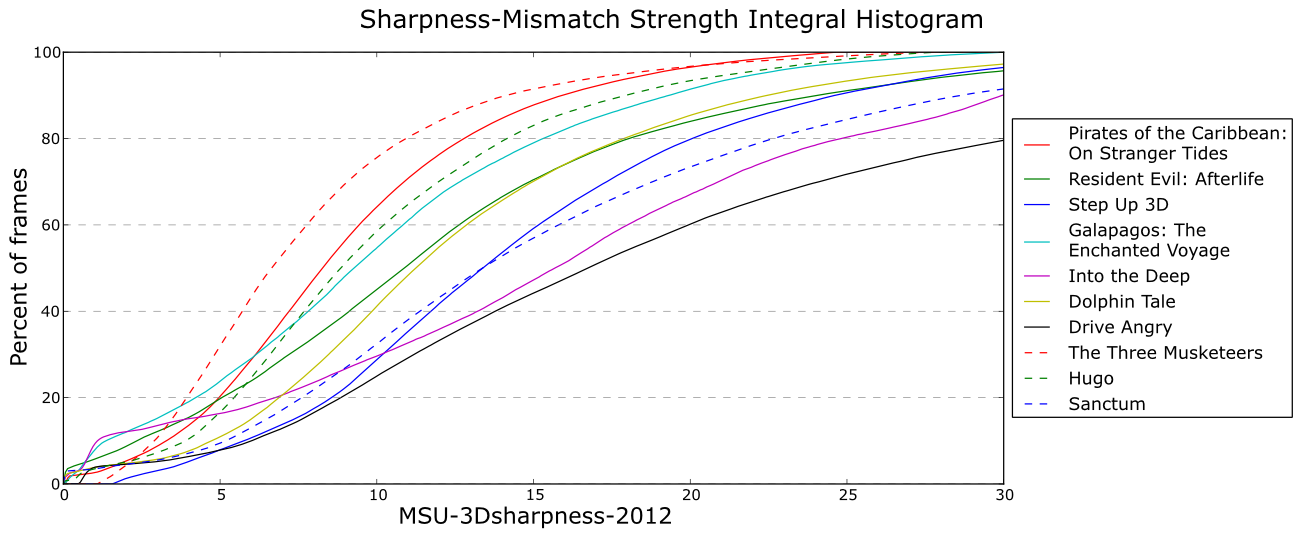 Sharpness-Mismatch Strength Integral Histogram
Percent of frames
100
80
60
40
20
0
0 5 10 15 20 25 30
MSU-3Dsharpness-2012
Pirates of the Caribbean:
On Stranger Tides
Resident Evil: Afterlife
Step Up 3D
Galapagos: The
Enchanted Voyage
Into the Deep
Dolphin Tale
Drive Angry
The Three Musketeers
Hugo
Sanctum